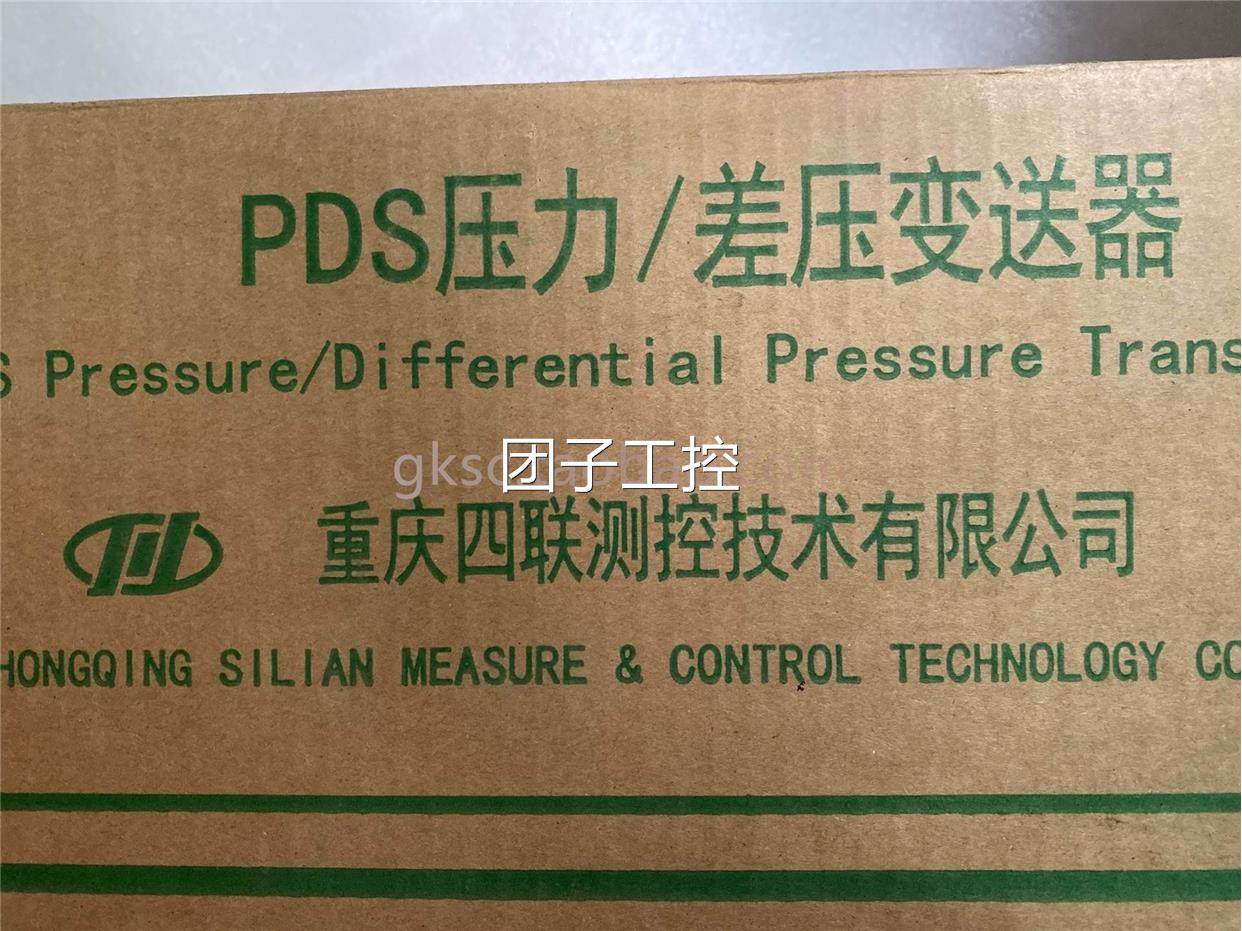 PDS压力/差压变送器
S Pressure/Differential Pressure Trans
团子工控
重庆四联测控技术有限公司
HONGQING SILIAN MEASURE & CONTROL TECHNOLOGY CO